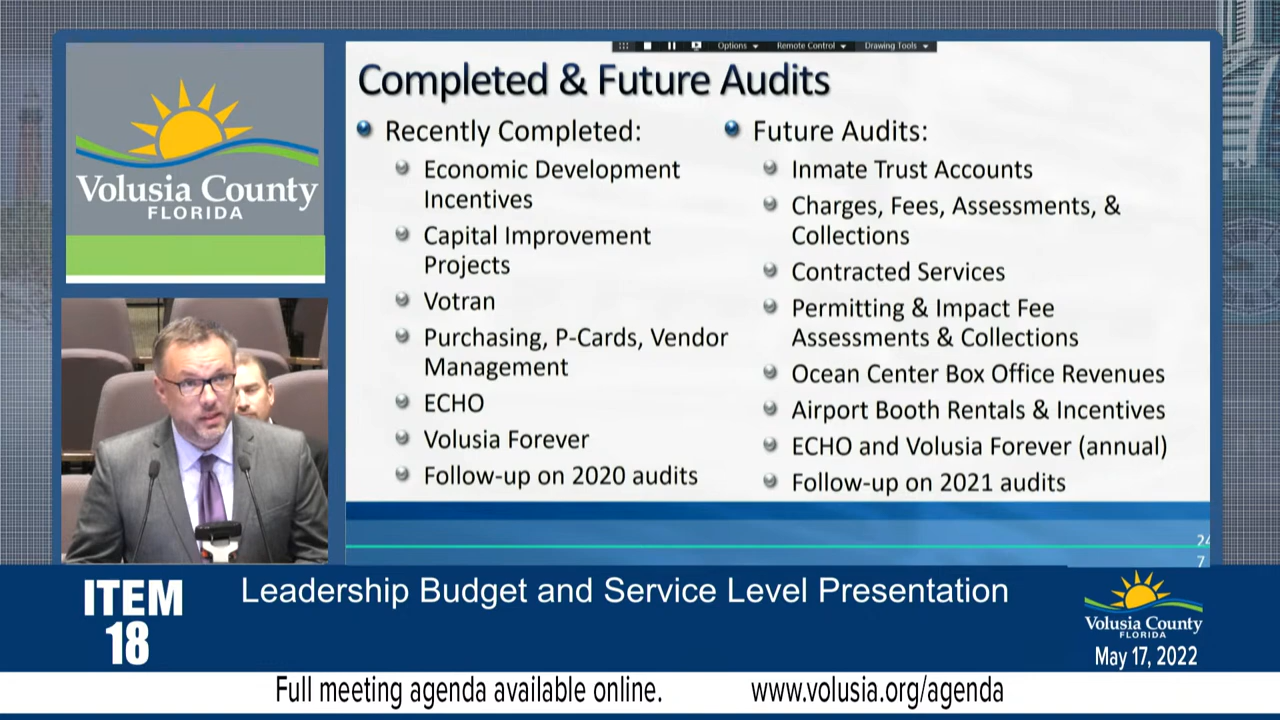 Options
Remote Control
Drawing Tools
Completed & Future Audits
Recently Completed:
Economic Development
Incentives
Capital Improvement
Projects
Votran
Purchasing, P-Cards, Vendor
Management
ECHO
Volusia Forever
Follow-up on 2020 audits
Future Audits:
Inmate Trust Accounts
Charges, Fees, Assessments, &
Collections
Contracted Services
Permitting & Impact Fee
Assessments & Collections
Ocean Center Box Office Revenues
Airport Booth Rentals & Incentives
ECHO and Volusia Forever (annual)
Follow-up on 2021 audits
24
7
Volusia County
FLORIDA
ITEM
18
Leadership Budget and Service Level Presentation
Volusia County
FLORIDA
May 17, 2022
Full meeting agenda available online.
www.volusia.org/agenda